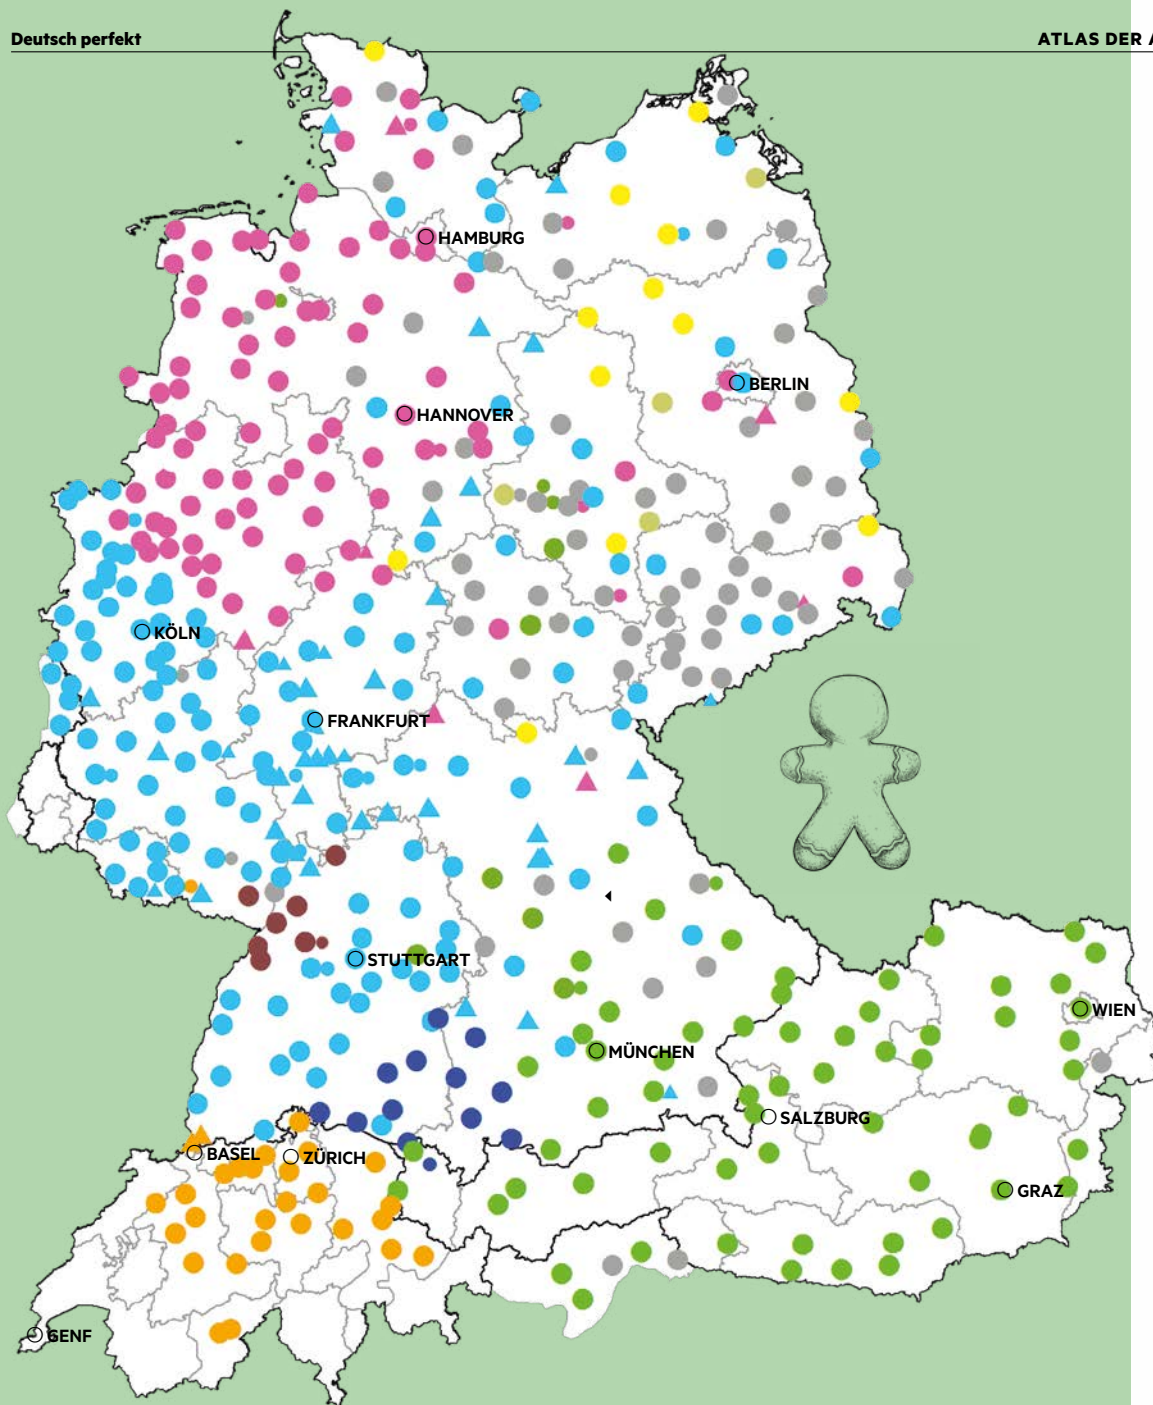 Deutsch perfekt
ATLAS DER A
HAMBURG
BERLIN
HANNOVER
KÖLN
FRANKFURT
STUTTGART
WIEN
MÜNCHEN
SALZBURG
BASEL
ZÜRICH
GRAZ
GENF